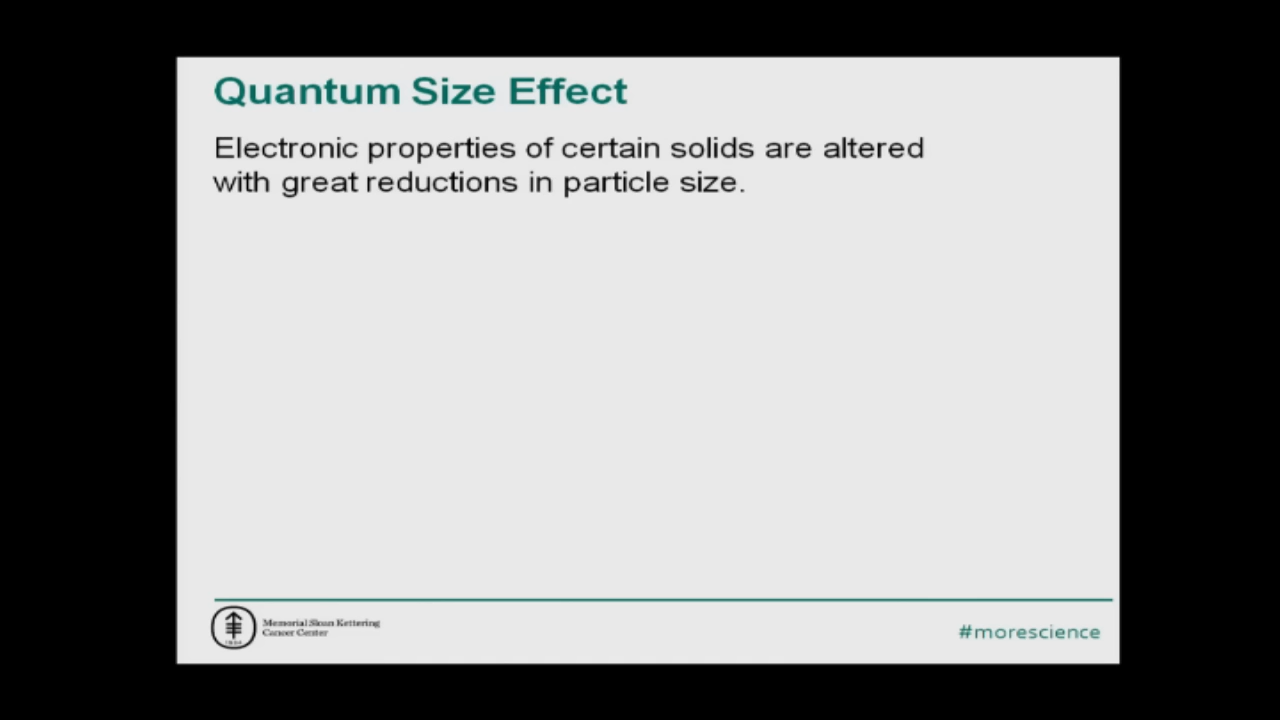 Quantum Size Effect
Electronic properties of certain solids are altered
with great reductions in particle size.
Memorial Sloan Kettering
Cancer Center
#morescience